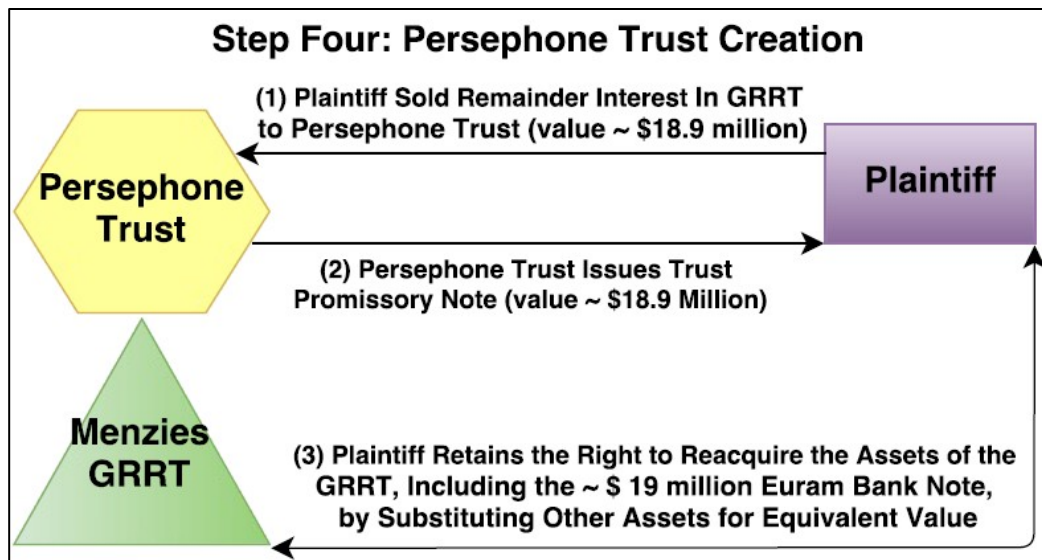 Step Four: Persephone Trust Creation
(1) Plaintiff Sold Remainder Interest In GRRT
to Persephone Trust (value ~ $18.9 million)
Persephone
Trust
Plaintiff
(2) Persephone Trust Issues Trust
Promissory Note (value ~ $18.9 Million)
Menzies
GRRT
(3) Plaintiff Retains the Right to Reacquire the Assets of the
GRRT, Including the ~ $ 19 million Euram Bank Note,
by Substituting Other Assets for Equivalent Value